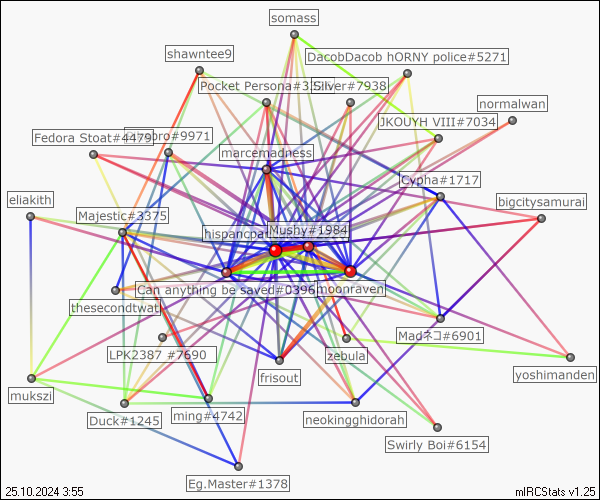 somass
shawntee9
DacobDacob hORNY police#5271
Pocket Persona#3
Silver#7938
normalwan
JKOUYH VIII#7034
Fedora Stoat#4479
#9971
marcemadness
Cypha#1717
eliakith
bigcitysamurai
Majestic#3375
Mushy#1984
Can anything be saved#0396
moonraven
thesecondtwat
Madネコ#6901
LPK2387 #7690
zebula
frisout
yoshimanden
mukszi
Duck#1245
ming#4742
neokingghidorah
Swirly Boi#6154
Eg.Master#1378
25.10.2024 3:55
mIRCStats v1.25